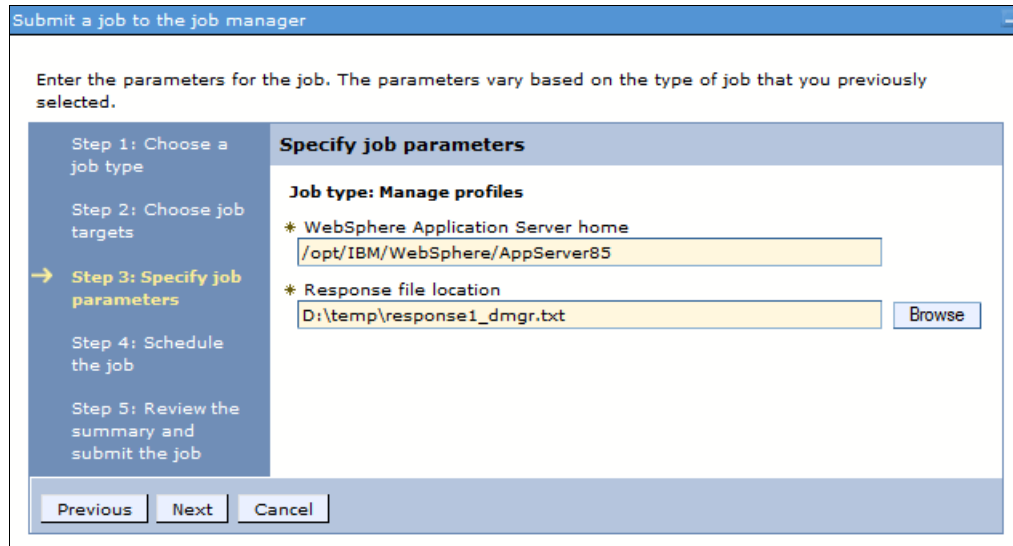 Submit a job to the job manager
Enter the parameters for the job. The parameters vary based on the type of job that you previously
selected.
Step 1: Choose a
job type
Step 2: Choose job
targets
Step 3: Specify job
parameters
Step 4: Schedule
the job
Step 5: Review the
summary and
submit the job
Specify job parameters
Job type: Manage profiles
* WebSphere Application Server home
/opt/IBM/WebSphere/AppServer85
* Response file location
D:\temp\response1_dmgr.txt
Browse
Previous Next Cancel